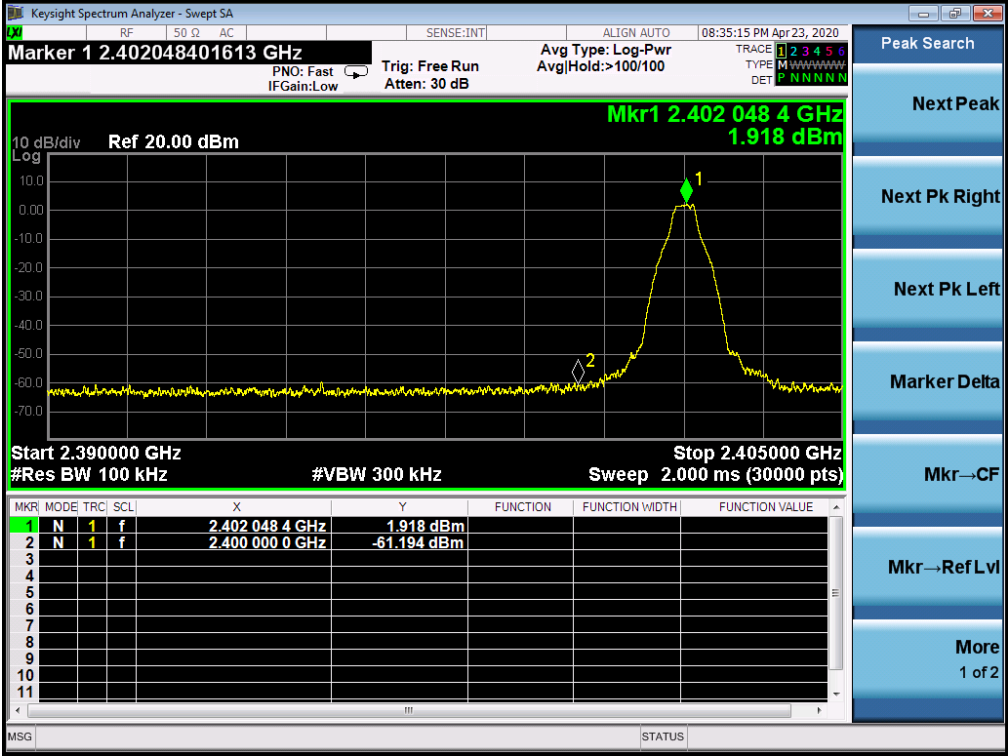 Keysight Spectrum Analyzer - Swept SA
LXI RF 50 Ω AC SENSE:INT ALIGN AUTO 08:35:15 PM Apr 23, 2020
Marker 1 2.402048401613 GHz
PNO: Fast
IFGain:Low
Trig: Free Run
Atten: 30 dB
Avg Type: Log-Pwr
Avg|Hold:>100/100
TRACE 1 2 3 4 5 6
TYPE M WWWWW
DET P N N N N N
Mkr1 2.402 048 4 GHz
1.918 dBm
10 dB/div Ref 20.00 dBm
Log
10.0
0.00
-10.0
-20.0
-30.0
-40.0
-50.0
-60.0
-70.0
1
2
Start 2.390000 GHz Stop 2.405000 GHz
#Res BW 100 kHz #VBW 300 kHz Sweep 2.000 ms (30000 pts)
MKR MODE TRC SCL X Y FUNCTION FUNCTION WIDTH FUNCTION VALUE
1 N 1 f 2.402 048 4 GHz 1.918 dBm
2 N 1 f 2.400 000 0 GHz -61.194 dBm
3
4
5
6
7
8
9
10
11
MSG STATUS
Peak Search
Next Peak
Next Pk Right
Next Pk Left
Marker Delta
Mkr→CF
Mkr→Ref Lvl
More
1 of 2